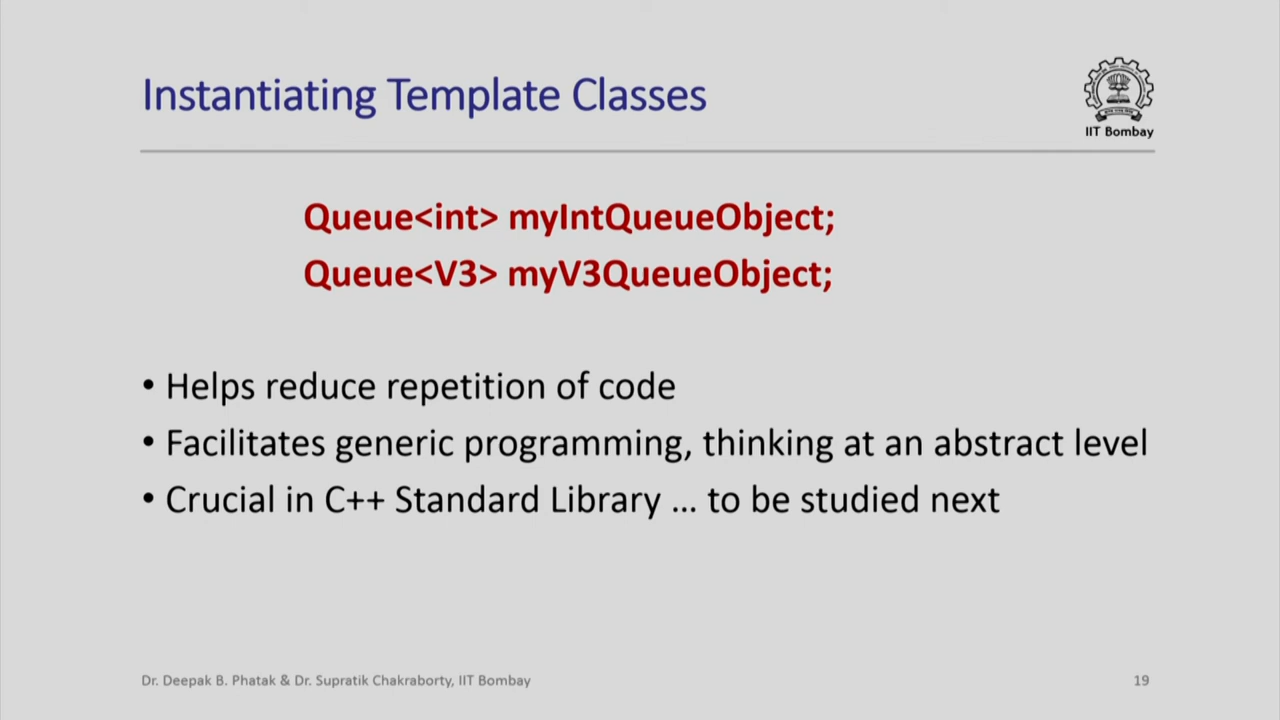 Instantiating Template Classes
IIT Bombay
Queue<int> myIntQueueObject;
Queue<V3> myV3QueueObject;
• Helps reduce repetition of code
• Facilitates generic programming, thinking at an abstract level
• Crucial in C++ Standard Library ... to be studied next
Dr. Deepak B. Phatak & Dr. Supratik Chakraborty, IIT Bombay
19